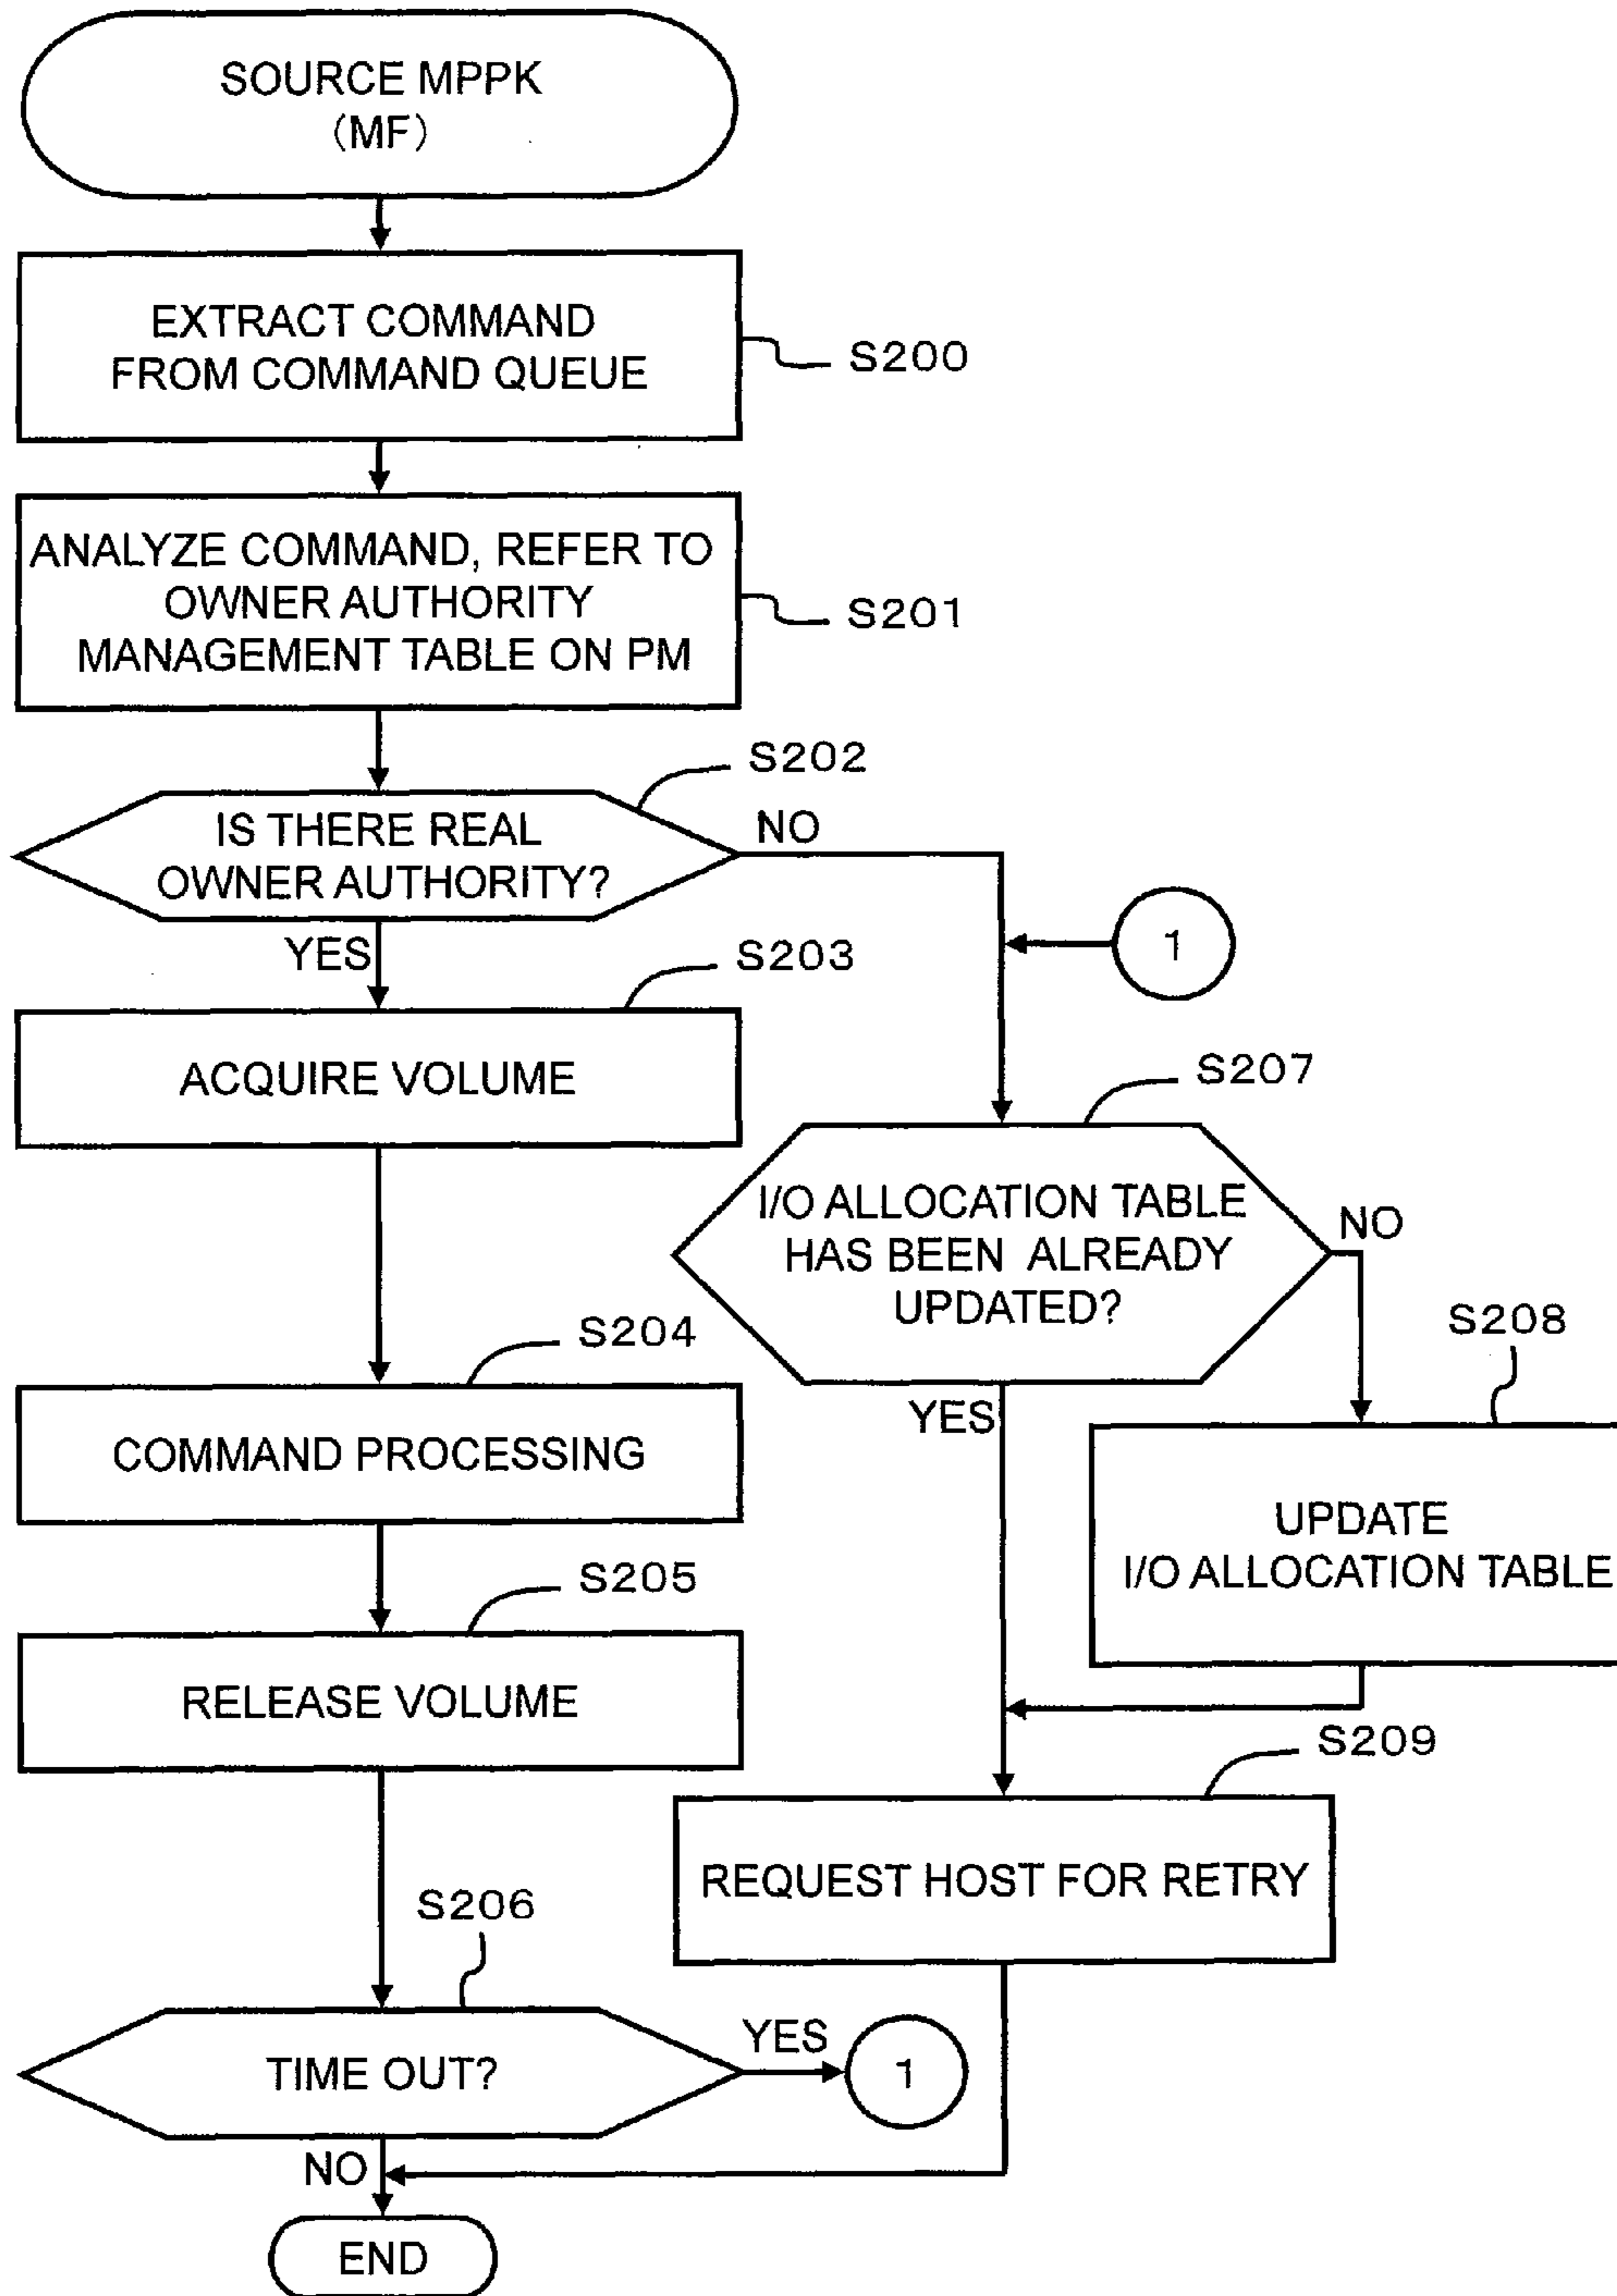 SOURCE MPPK
(MF)
EXTRACT COMMAND
FROM COMMAND QUEUE
S200
ANALYZE COMMAND, REFER TO
OWNER AUTHORITY
MANAGEMENT TABLE ON PM
S201
S202
IS THERE REAL
OWNER AUTHORITY?
NO
YES
1
S203
ACQUIRE VOLUME
S207
I/O ALLOCATION TABLE
HAS BEEN ALREADY
UPDATED?
NO
YES
S208
UPDATE
I/O ALLOCATION TABLE
S204
COMMAND PROCESSING
S205
RELEASE VOLUME
S209
REQUEST HOST FOR RETRY
S206
TIME OUT?
YES
1
NO
END